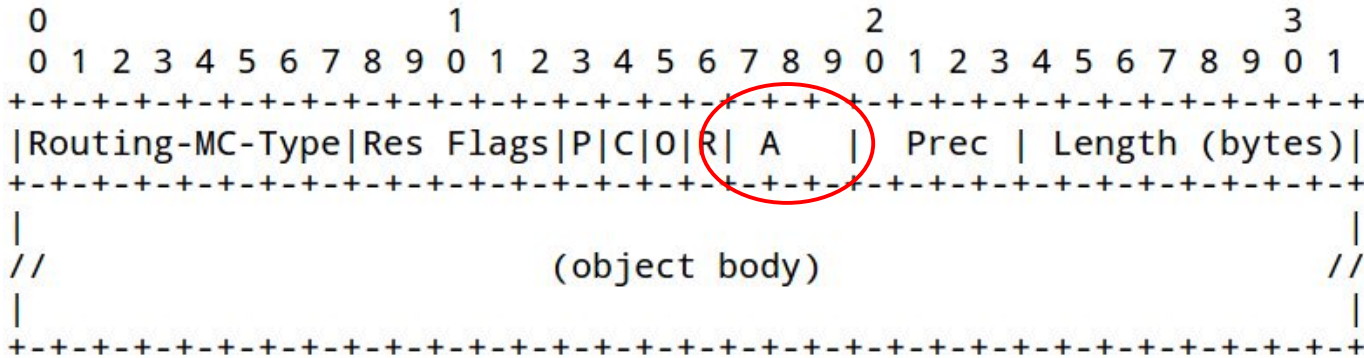 0                   1                   2                   3
 0 1 2 3 4 5 6 7 8 9 0 1 2 3 4 5 6 7 8 9 0 1 2 3 4 5 6 7 8 9 0 1
+-+-+-+-+-+-+-+-+-+-+-+-+-+-+-+-+-+-+-+-+-+-+-+-+-+-+-+-+-+-+-+-+
|Routing-MC-Type|Res Flags|P|C|O|R| A   |  Prec | Length (bytes)|
+-+-+-+-+-+-+-+-+-+-+-+-+-+-+-+-+-+-+-+-+-+-+-+-+-+-+-+-+-+-+-+-+
|                                                               |
//                         (object body)                       //
|                                                               |
+-+-+-+-+-+-+-+-+-+-+-+-+-+-+-+-+-+-+-+-+-+-+-+-+-+-+-+-+-+-+-+-+